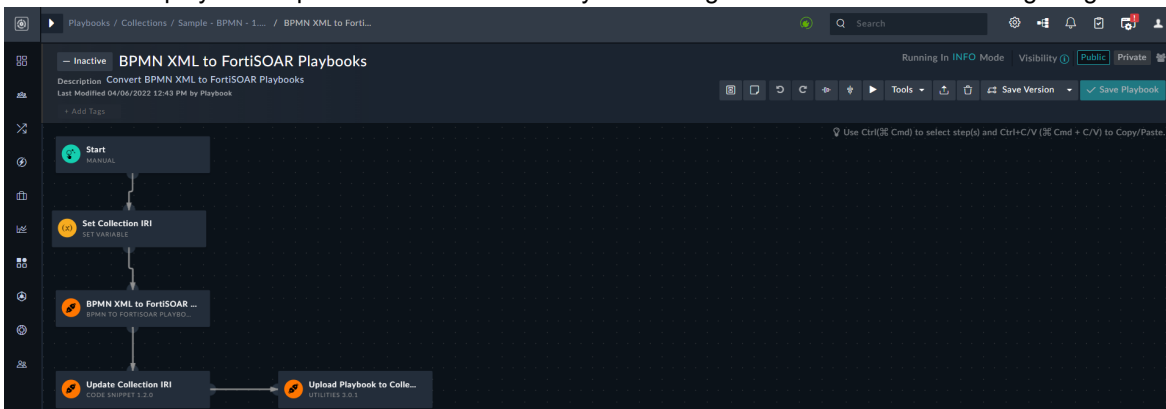 Playbooks / Collections / Sample - BPMN - 1.... / BPMN XML to Forti...
Search
Inactive BPMN XML to FortiSOAR Playbooks
Running In INFO Mode Visibility Public Private
Description Convert BPMN XML to FortiSOAR Playbooks
Last Modified 04/06/2022 12:43 PM by Playbook
+ Add Tags
Tools Save Version Save Playbook
Use Ctrl(⌘ Cmd) to select step(s) and Ctrl+C/V (⌘ Cmd + C/V) to Copy/Paste.
Start
MANUAL
(x) Set Collection IRI
SET VARIABLE
BPMN XML to FortiSOAR ...
BPMN TO FORTISOAR PLAYBO...
Update Collection IRI
CODE SNIPPET 1.2.0
Upload Playbook to Colle...
UTILITIES 3.0.1